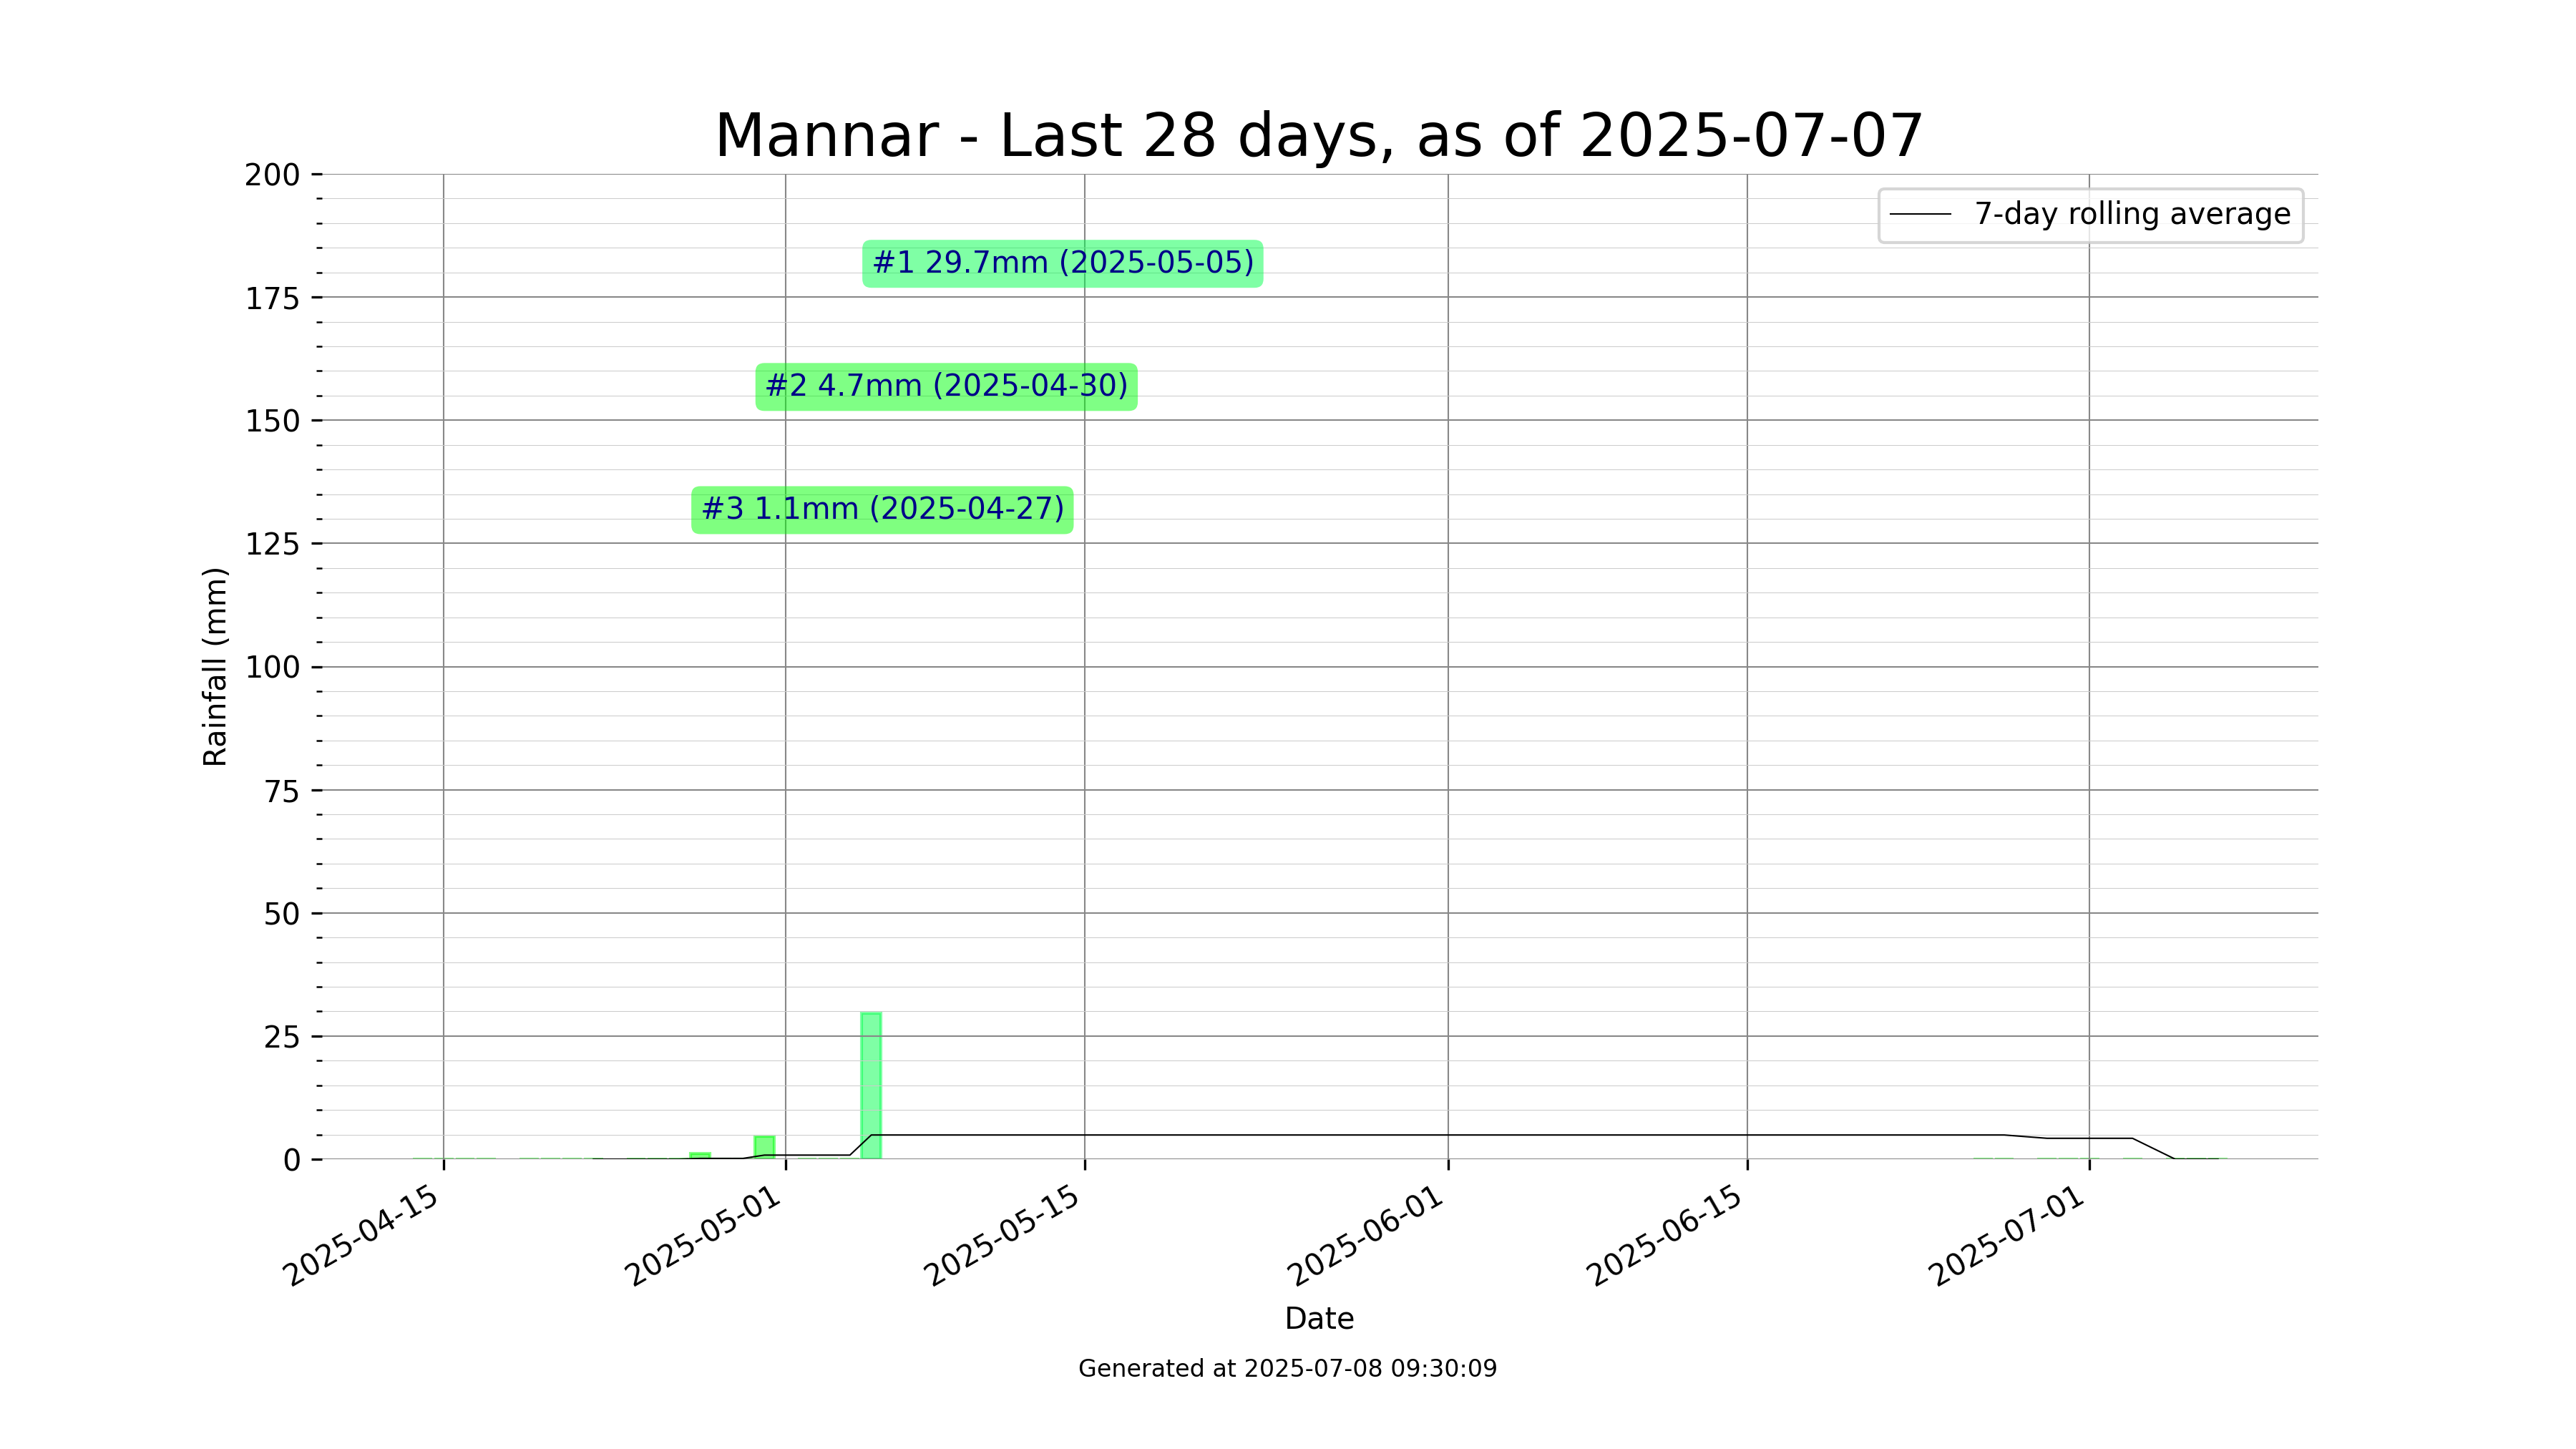 Mannar - Last 28 days, as of 2025-07-07
7-day rolling average
#1 29.7mm (2025-05-05)
#2 4.7mm (2025-04-30)
#3 1.1mm (2025-04-27)
Rainfall (mm)
200
175
150
125
100
75
50
25
0
2025-04-15
2025-05-01
2025-05-15
2025-06-01
2025-06-15
2025-07-01
Date
Generated at 2025-07-08 09:30:09